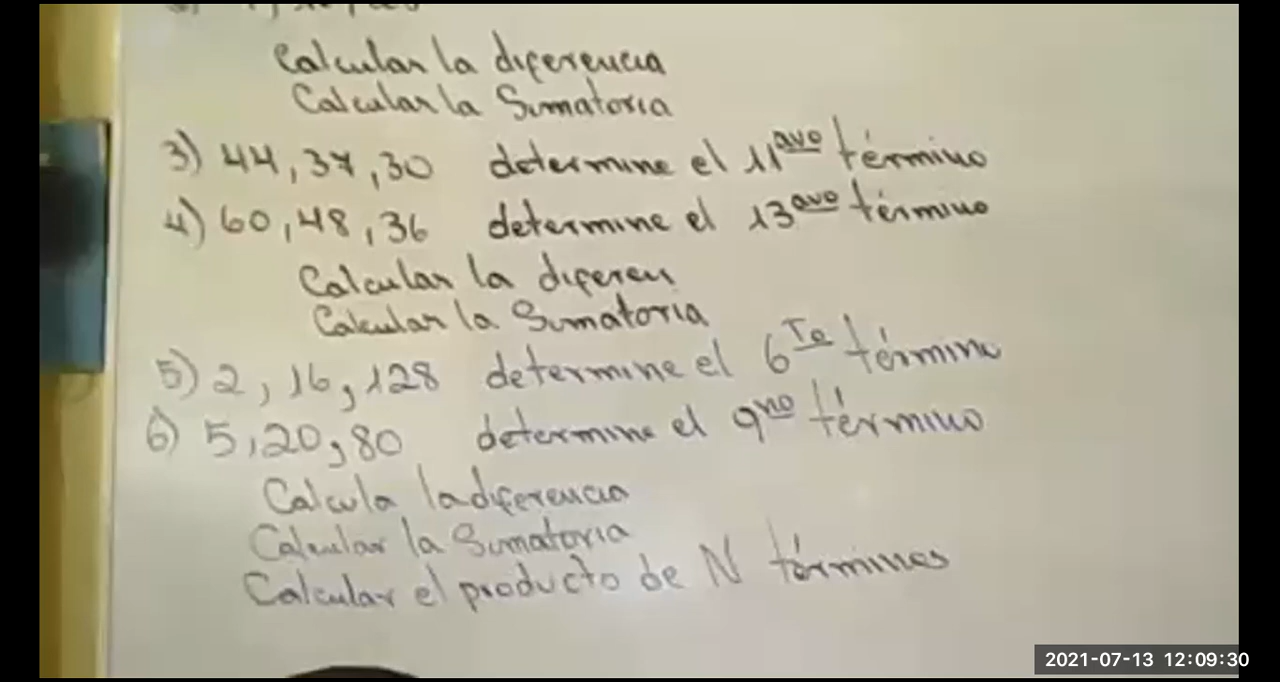 Calcular la diferencia
Calcular la Sumatoria
3) 44, 37, 30 determine el 11avo término
4) 60, 48, 36 determine el 13avo término
Calcular la diferen
Calcular la Sumatoria
5) 2, 16, 128 determine el 6To término
6) 5, 20, 80 determine el 9no término
Calcula la diferencia
Calcular la Sumatoria
Calcular el producto de N términos
2021-07-13 12:09:30